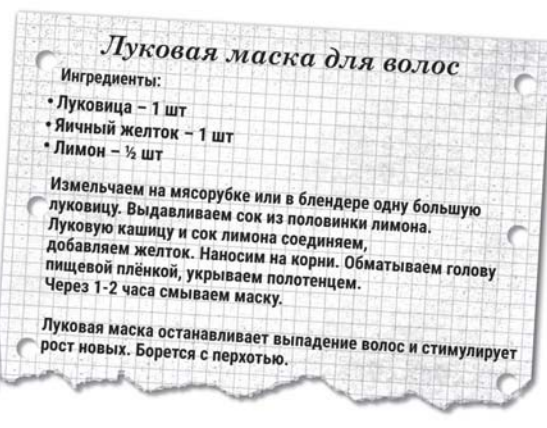 Луковая маска для волос
Ингредиенты:
• Луковица – 1 шт
• Яичный желток – 1 шт
• Лимон – ½ шт
Измельчаем на мясорубке или в блендере одну большую
луковицу. Выдавливаем сок из половинки лимона.
Луковую кашицу и сок лимона соединяем,
добавляем желток. Наносим на корни. Обматываем голову
пищевой плёнкой, укрываем полотенцем.
Через 1-2 часа смываем маску.
Луковая маска останавливает выпадение волос и стимулирует
рост новых. Борется с перхотью.